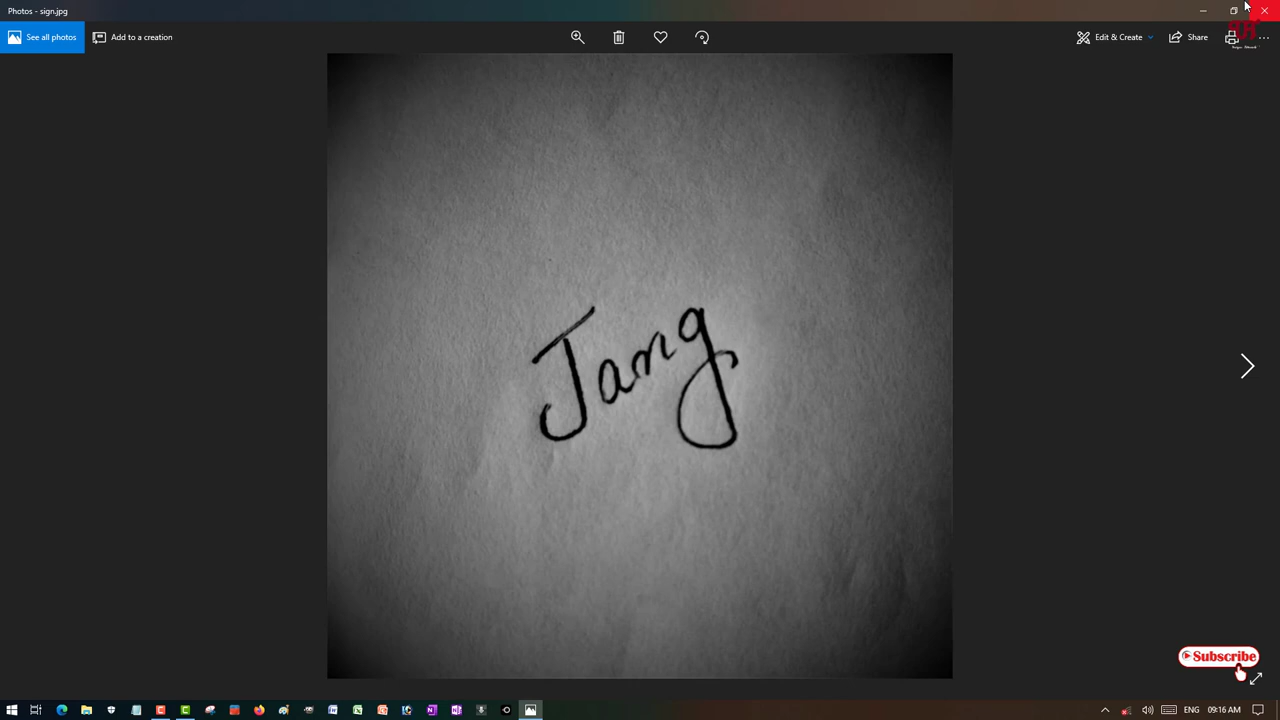 Photos - sign.jpg
See all photos
Add to a creation
Edit & Create
Share
Jang
Subscribe
ENG
09:16 AM